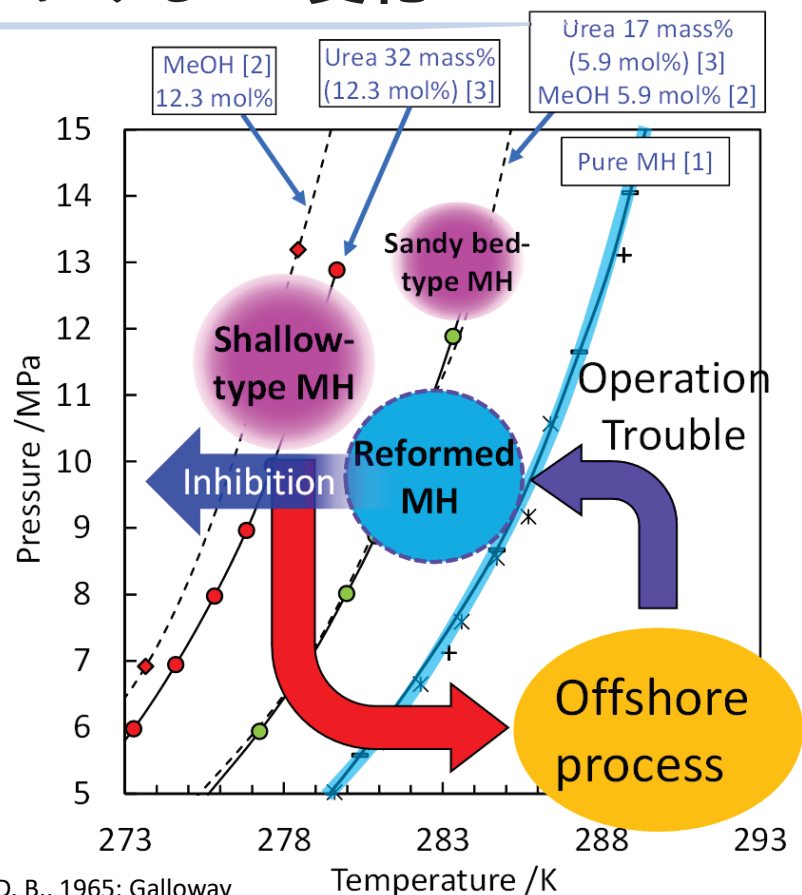 MeOH [2]
12.3 mol%
Urea 32 mass%
(12.3 mol%) [3]
Urea 17 mass%
(5.9 mol%) [3]
MeOH 5.9 mol% [2]
Pure MH [1]
15
14
13
12
11
10
9
8
7
6
5
Pressure /MPa
Sandy bed-
type MH
Shallow-
type MH
Operation
Trouble
Reformed
MH
Inhibition
Offshore
process
273
278
283
288
293
Temperature /K
D. B., 1965; Galloway